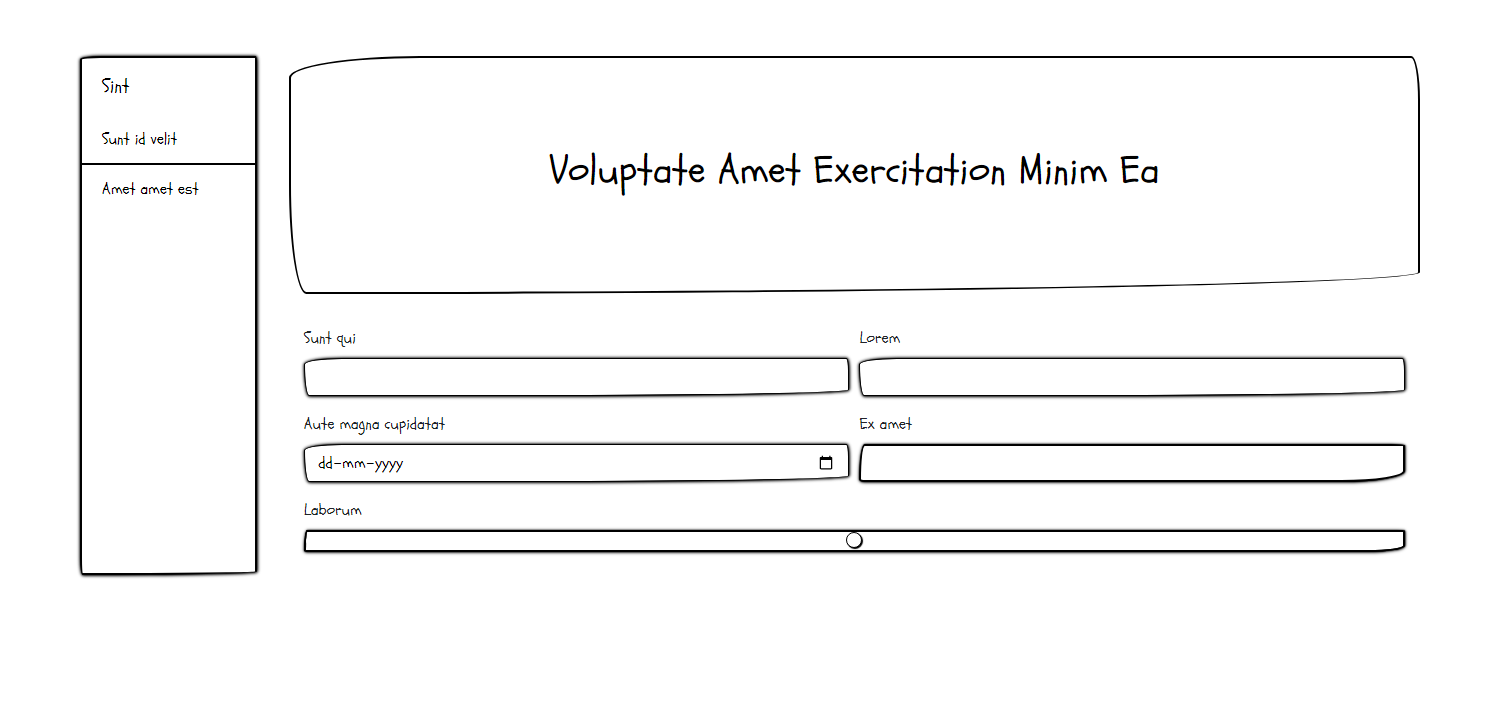 Sint
Sunt id velit
Amet amet est
Voluptate Amet Exercitation Minim Ea
Sunt qui
Lorem
Aute magna cupidatat
Ex amet
dd-mm-yyyy
Laborum